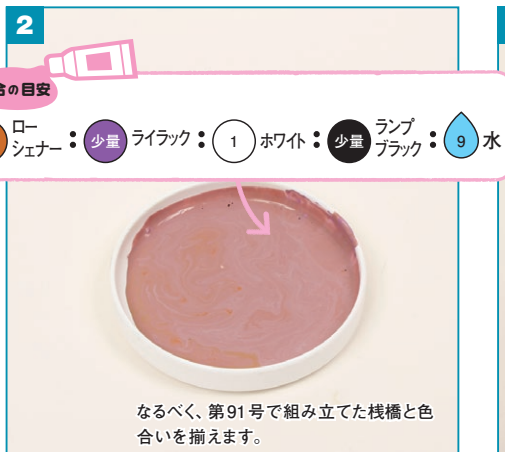 2
合の目安
ロー
シェナー : 少量 ライラック : 1 ホワイト : 少量 ランプ
ブラック : 9 水
なるべく、第91号で組み立てた桟橋と色
合いを揃えます。